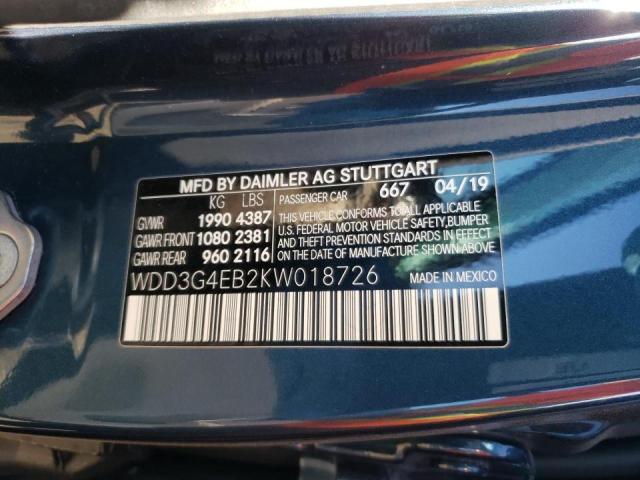 MFD BY DAIMLER AG STUTTGART
KG LBS PASSENGER CAR 667 04/19
GVWR 1990 4387
GAWR FRONT 1080 2381
GAWR REAR 960 2116
THIS VEHICLE CONFORMS TO ALL APPLICABLE
U.S. FEDERAL MOTOR VEHICLE SAFETY, BUMPER
AND THEFT PREVENTION STANDARDS IN EFFECT ON THE
DATE OF MANUFACTURE SHOWN ABOVE.
WDD3G4EB2KW018726 MADE IN MEXICO